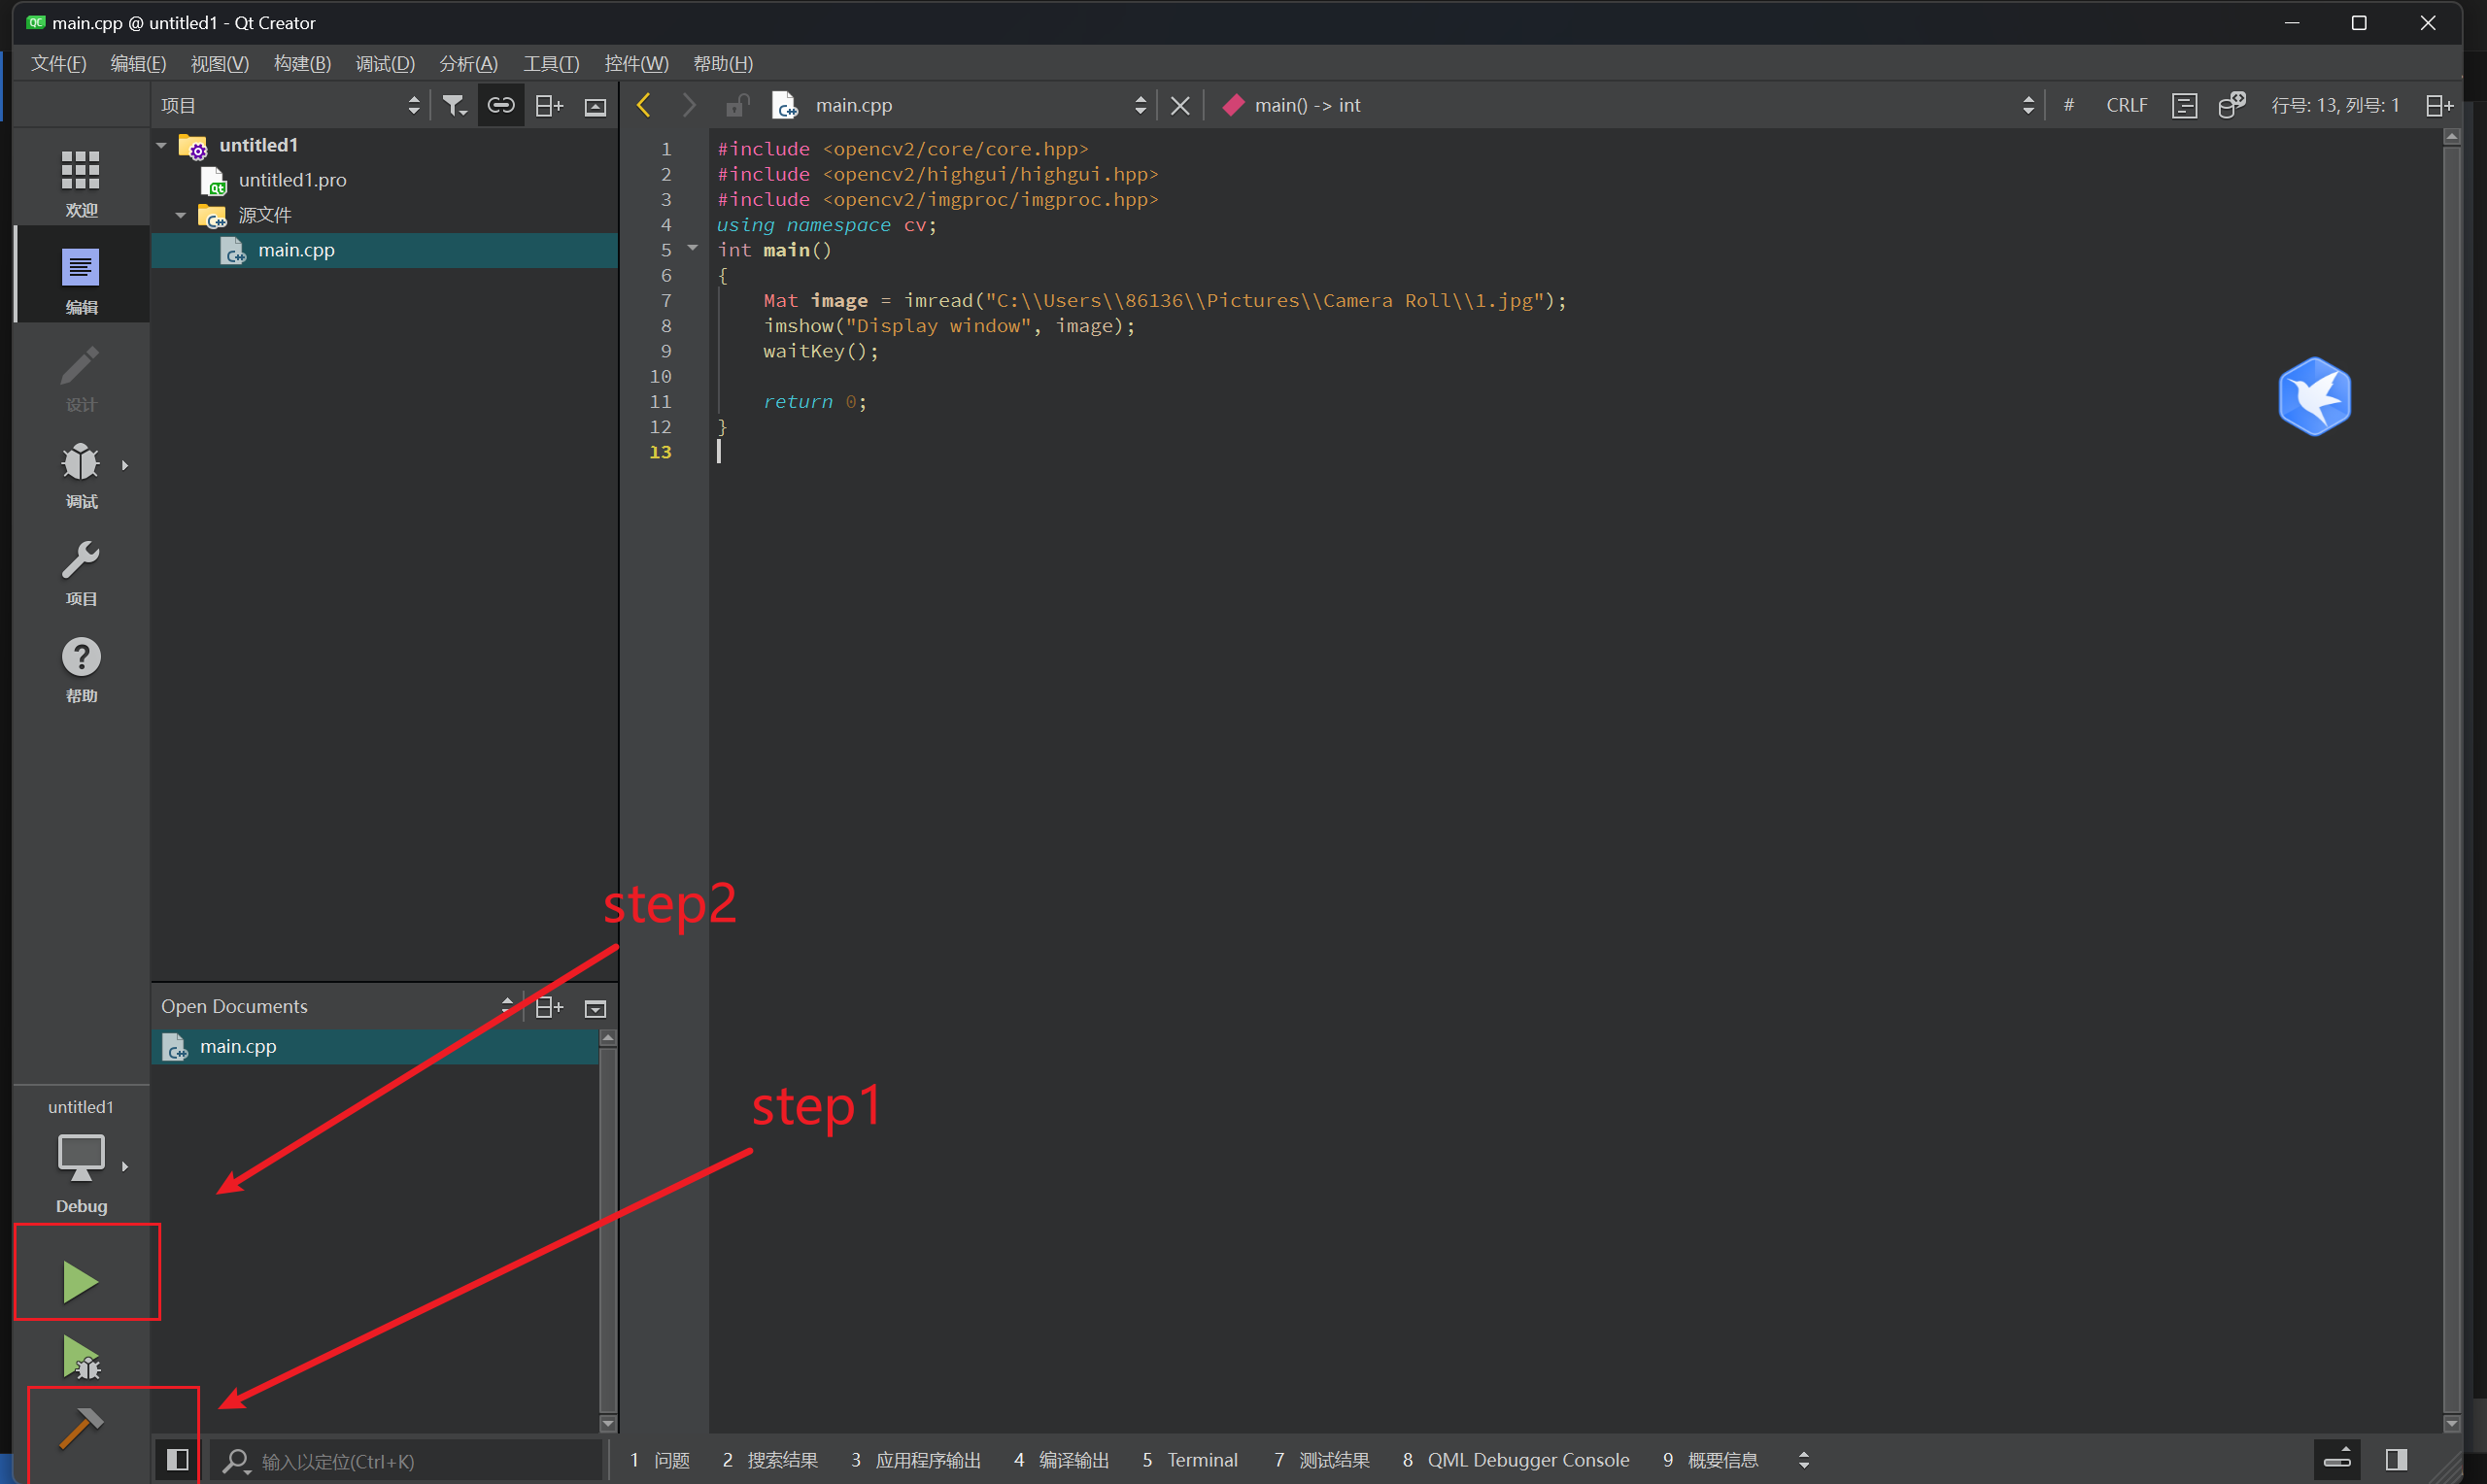 main.cpp @ untitled1 - Qt Creator
文件(F) 编辑(E) 视图(V) 构建(B) 调试(D) 分析(A) 工具(T) 控件(W) 帮助(H)
项目
main.cpp
main() -> int
# CRLF 行号: 13, 列号: 1
欢迎
编辑
设计
调试
项目
帮助
untitled1
untitled1.pro
源文件
main.cpp
1 #include <opencv2/core/core.hpp>
2 #include <opencv2/highgui/highgui.hpp>
3 #include <opencv2/imgproc/imgproc.hpp>
4 using namespace cv;
5 int main()
6 {
7 Mat image = imread("C:\\Users\\86136\\Pictures\\Camera Roll\\1.jpg");
8 imshow("Display window", image);
9 waitKey();
10
11 return 0;
12 }
13
step2
Open Documents
main.cpp
step1
untitled1
Debug
输入以定位(Ctrl+K)
1 问题 2 搜索结果 3 应用程序输出 4 编译输出 5 Terminal 7 测试结果 8 QML Debugger Console 9 概要信息